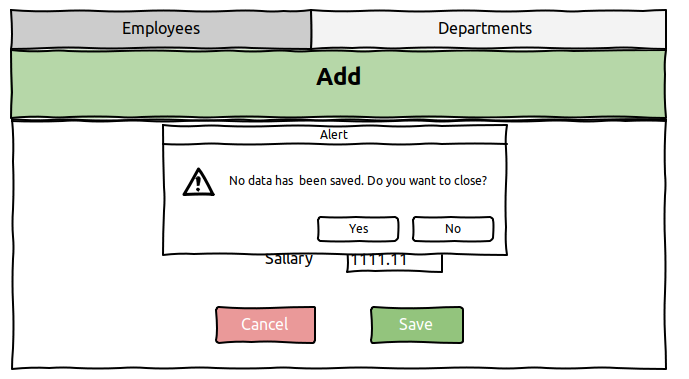 Employees Departments
Add
Alert
No data has  been saved. Do you want to close?
Yes No
Sallary 1111.11
Cancel Save